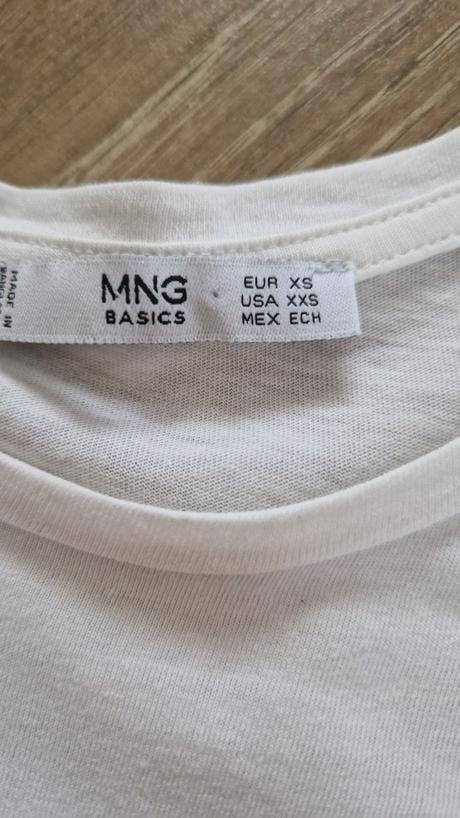 MADE IN
MNG
BASICS
EUR XS
USA XXS
MEX ECH